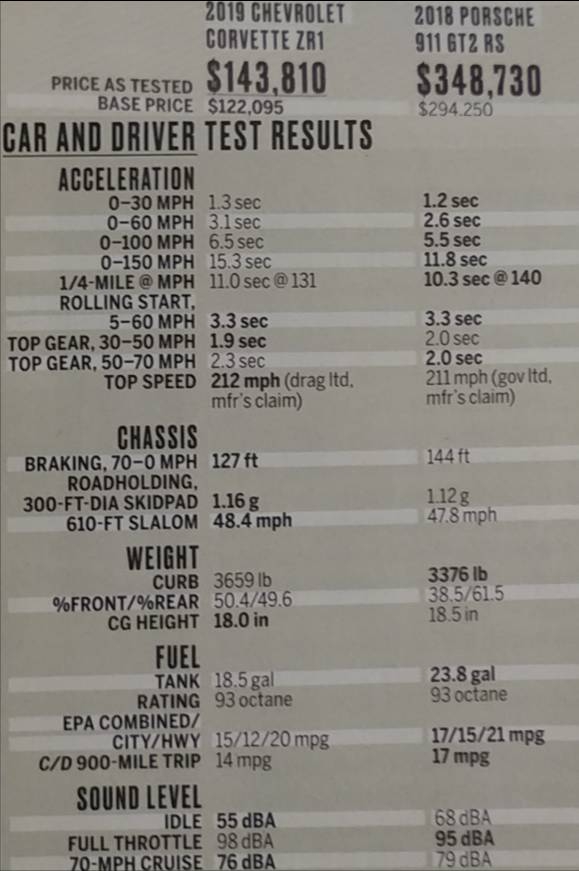 2019 CHEVROLET 2018 PORSCHE
CORVETTE ZR1 911 GT2 RS
PRICE AS TESTED $143,810 $348,730
BASE PRICE $122,095 $294.250
CAR AND DRIVER TEST RESULTS
ACCELERATION
0–30 MPH 1.3 sec 1.2 sec
0–60 MPH 3.1 sec 2.6 sec
0–100 MPH 6.5 sec 5.5 sec
0–150 MPH 15.3 sec 11.8 sec
1/4-MILE @ MPH 11.0 sec @ 131 10.3 sec @ 140
ROLLING START,
5–60 MPH 3.3 sec 3.3 sec
TOP GEAR, 30–50 MPH 1.9 sec 2.0 sec
TOP GEAR, 50–70 MPH 2.3 sec 2.0 sec
TOP SPEED 212 mph (drag ltd, 211 mph (gov ltd,
mfr's claim) mfr's claim)
CHASSIS
BRAKING, 70–0 MPH 127 ft 144 ft
ROADHOLDING,
300-FT-DIA SKIDPAD 1.16 g 1.12 g
610-FT SLALOM 48.4 mph 47.8 mph
WEIGHT
CURB 3659 lb 3376 lb
%FRONT/%REAR 50.4/49.6 38.5/61.5
CG HEIGHT 18.0 in 18.5 in
FUEL
TANK 18.5 gal 23.8 gal
RATING 93 octane 93 octane
EPA COMBINED/
CITY/HWY 15/12/20 mpg 17/15/21 mpg
C/D 900-MILE TRIP 14 mpg 17 mpg
SOUND LEVEL
IDLE 55 dBA 68 dBA
FULL THROTTLE 98 dBA 95 dBA
70-MPH CRUISE 76 dBA 79 dBA